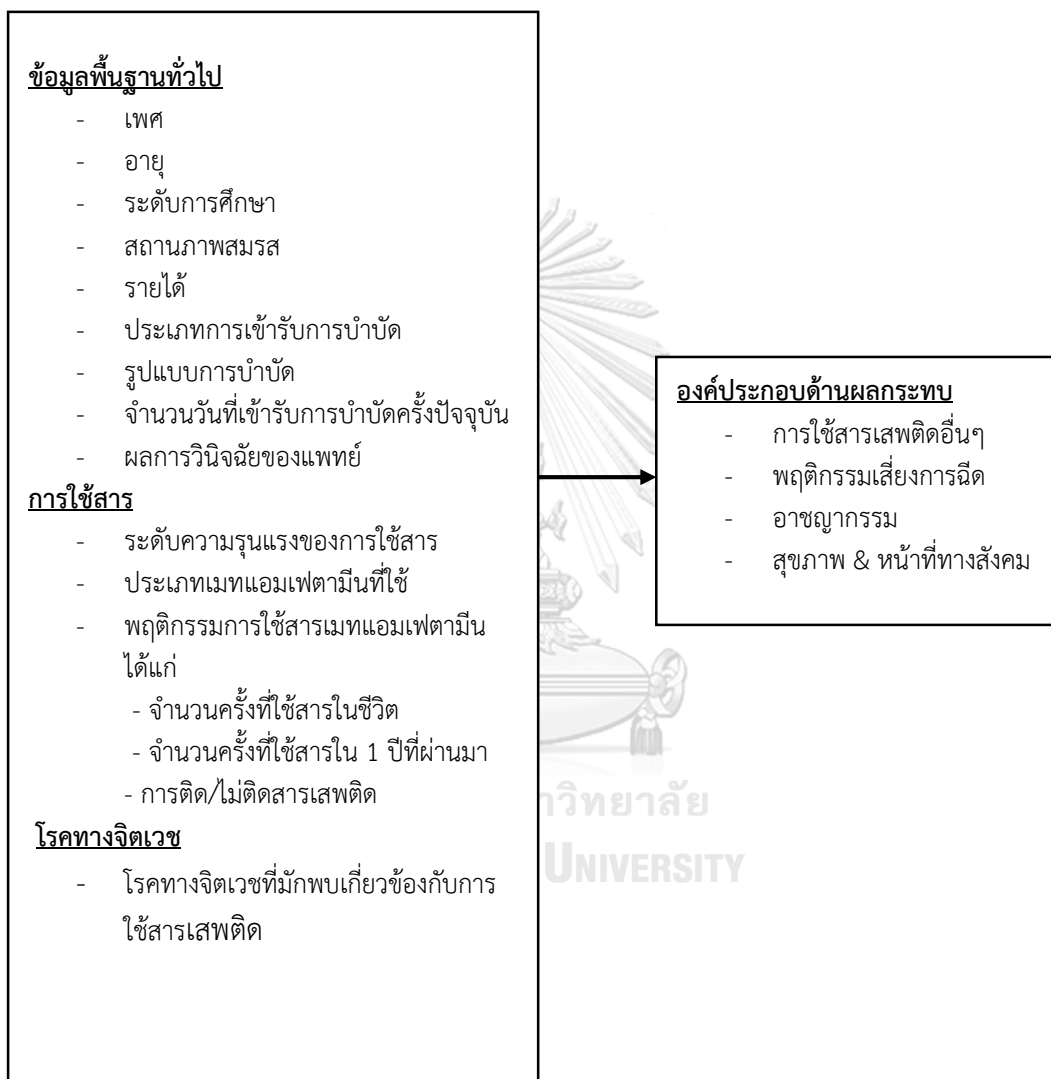 ข้อมูลพื้นฐานทั่วไป
- เพศ
- อายุ
- ระดับการศึกษา
- สถานภาพสมรส
- รายได้
- ประเภทการเข้ารับการบำบัด
- รูปแบบการบำบัด
- จำนวนวันที่เข้ารับการบำบัดครั้งปัจจุบัน
- ผลการวินิจฉัยของแพทย์
การใช้สาร
- ระดับความรุนแรงของการใช้สาร
- ประเภทเมทแอมเฟตามีนที่ใช้
- พฤติกรรมการใช้สารเมทแอมเฟตามีน
ได้แก่
- จำนวนครั้งที่ใช้สารในชีวิต
- จำนวนครั้งที่ใช้สารใน 1 ปีที่ผ่านมา
- การติด/ไม่ติดสารเสพติด
โรคทางจิตเวช
- โรคทางจิตเวชที่มักพบเกี่ยวข้องกับการ
ใช้สารเสพติด
องค์ประกอบด้านผลกระทบ
- การใช้สารเสพติดอื่นๆ
- พฤติกรรมเสี่ยงการฉีด
- อาชญากรรม
- สุขภาพ & หน้าที่ทางสังคม
าวิทยาลัย
UNIVERSITY